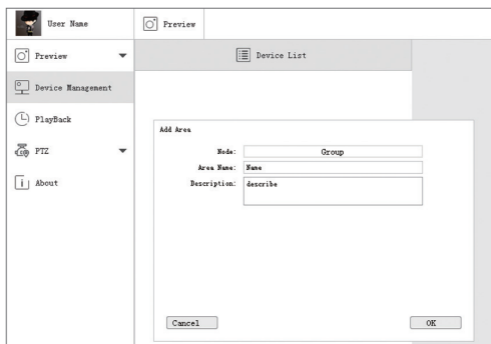 User Name
Preview
Preview
Device List
Device Management
PlayBack
PTZ
About
Add Area
Node:
Group
Area Name:
Name
Description:
describe
Cancel
OK